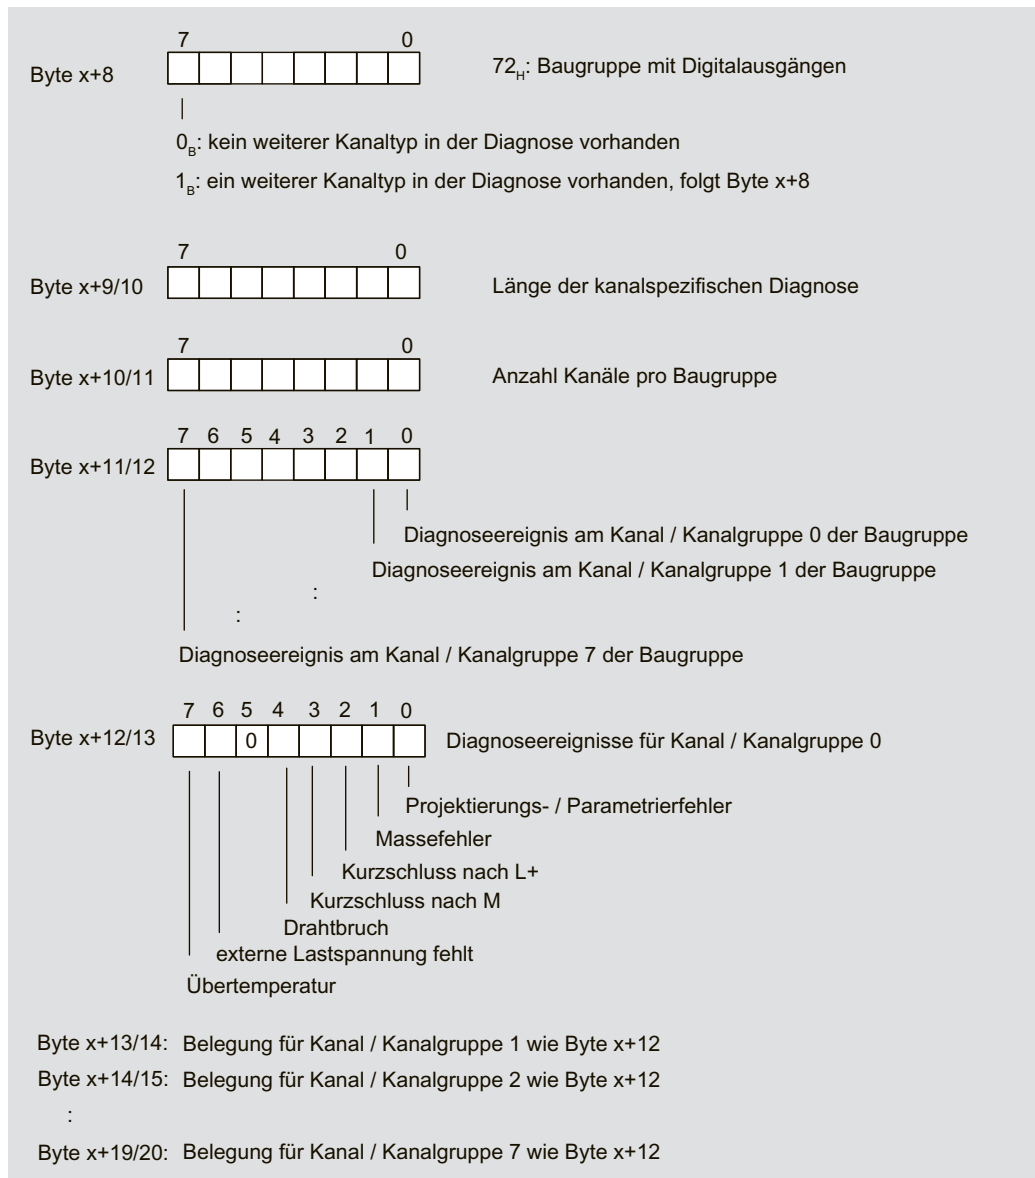 7 0
Byte x+8 72H: Baugruppe mit Digitalausgängen
0B: kein weiterer Kanaltyp in der Diagnose vorhanden
1B: ein weiterer Kanaltyp in der Diagnose vorhanden, folgt Byte x+8
7 0
Byte x+9/10 Länge der kanalspezifischen Diagnose
7 0
Byte x+10/11 Anzahl Kanäle pro Baugruppe
7 6 5 4 3 2 1 0
Byte x+11/12
Diagnoseereignis am Kanal / Kanalgruppe 0 der Baugruppe
Diagnoseereignis am Kanal / Kanalgruppe 1 der Baugruppe
:
:
Diagnoseereignis am Kanal / Kanalgruppe 7 der Baugruppe
7 6 5 4 3 2 1 0
Byte x+12/13 0 Diagnoseereignisse für Kanal / Kanalgruppe 0
Projektierungs- / Parametrierfehler
Massefehler
Kurzschluss nach L+
Kurzschluss nach M
Drahtbruch
externe Lastspannung fehlt
Übertemperatur
Byte x+13/14: Belegung für Kanal / Kanalgruppe 1 wie Byte x+12
Byte x+14/15: Belegung für Kanal / Kanalgruppe 2 wie Byte x+12
:
Byte x+19/20: Belegung für Kanal / Kanalgruppe 7 wie Byte x+12